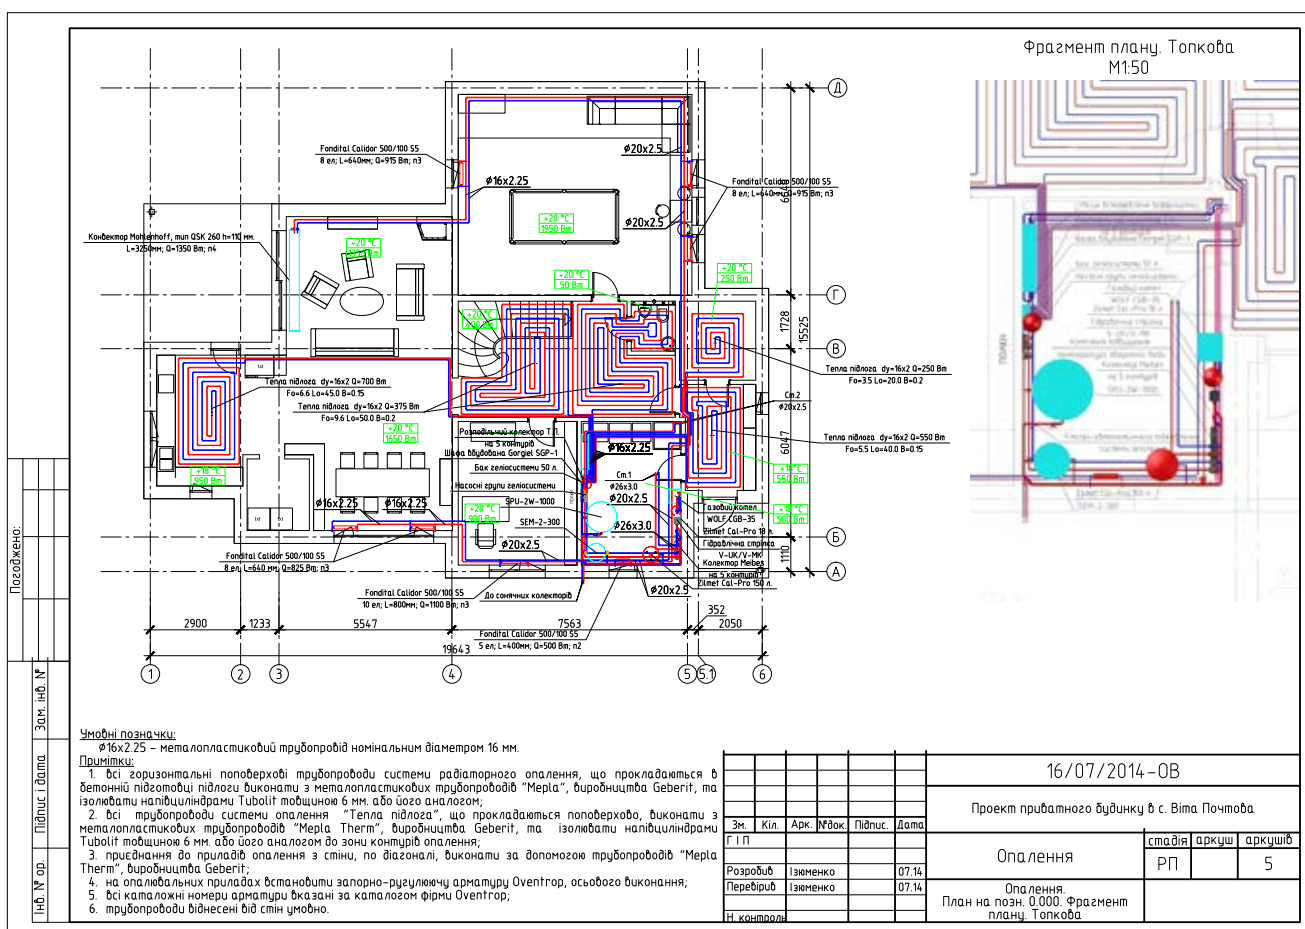 Фрагмент плану. Топкова
М1:50
Д
Г
В
Б
А
Fondital Calidor 500/100 S5
8 ел; L=640мм; Q=915 Вт; n3
ø16x2.25
ø20x2.5
Fondital Calidor 500/100 S5
8 ел; L=640мм; Q=915 Вт; n3
ø20x2.5
+20 °C
1950 Вт
Конвектор Mohlenhoff, тип QSK 260 h=110 мм.
L=3250мм; Q=1350 Вт; n4
+20 °C
+20 °C
50 Вт
+20 °C
250 Вт
+20 °C
1728
15525
Тепла підлога dy=16x2 Q=250 Вт
Fo=3.5 Lo=20.0 B=0.2
Тепла підлога dy=16x2 Q=700 Вт
Fo=6.6 Lo=45.0 B=0.15
Тепла підлога dy=16x2 Q=375 Вт
Fo=9.6 Lo=50.0 B=0.2
Ст.2
ø20x2.5
+20 °C
1650 Вт
Розподільчий колектор Т.П.
на 5 контурів
Шафа вбудована Gorgiel SGP-1
Бак геліосистеми 50 л.
Насосні групи геліосистеми
SPU-2W-1000
SEM-2-300
ø16x2.25
6047
Тепла підлога dy=16x2 Q=550 Вт
Fo=5.5 Lo=40.0 B=0.15
+18 °C
950 Вт
+18 °C
550 Вт
+18 °C
500 Вт
Ст.1
ø26x3.0
ø20x2.5
ø26x3.0
Газовий котел
WOLF CGB-35
Zilmet Cal-Pro 18 л.
Гідравлічна стрілка
V-UK/V-MK
Колектор Meibes
на 5 контурів
Zilmet Cal-Pro 150 л.
ø16x2.25
ø16x2.25
+20 °C
900 Вт
ø20x2.5
1110
Fondital Calidor 500/100 S5
8 ел; L=640 мм; Q=825 Вт; n3
Fondital Calidor 500/100 S5
10 ел; L=800мм; Q=1100 Вт; n3
До сонячних колекторів
ø20x2.5
Fondital Calidor 500/100 S5
5 ел; L=400мм; Q=500 Вт; n2
352
2900
1233
5547
7563
2050
19643
1
2
3
4
5
5.1
6
Погоджено:
Зам. інв. №
Підпис і дата
Інв. № ор.
Умовні позначки:
ø16x2.25 – металопластиковий трубопровід номінальним діаметром 16 мм.
Примітки:
1. всі горизонтальні поповерхові трубопроводи системи радіаторного опалення, що прокладаються в
бетонній підготовці підлоги виконати з металопластикових трубопроводів "Mepla", виробництва Geberit, та
ізолювати напівциліндрами Tubolit товщиною 6 мм. або його аналогом;
2. всі трубопроводи системи опалення "Тепла підлога", що прокладаються поповерхово, виконати з
металопластикових трубопроводів "Mepla Therm", виробництва Geberit, та ізолювати напівциліндрами
Tubolit товщиною 6 мм. або його аналогом до зони контурів опалення;
3. приєднання до приладів опалення з стіни, по діагоналі, виконати за допомогою трубопроводів "Mepla
Therm", виробництва Geberit;
4. на опалювальних приладах встановити запорно-ругулюючу арматуру Oventrop, осьового виконання;
5. всі каталожні номери арматури вказані за каталогом фірми Oventrop;
6. трубопроводи віднесені від стін умовно.
16/07/2014-ОВ
Проект приватного будинку в с. Віта Почтова
Зм. Кіл. Арк. №док. Підпис. Дата
ГІП
Розробив Ізюменко 07.14
Перевірив Ізюменко 07.14
Н. контроль
Опалення
стадія аркуш аркушів
РП 5
Опалення.
План на позн. 0.000. Фрагмент
плану. Топкова